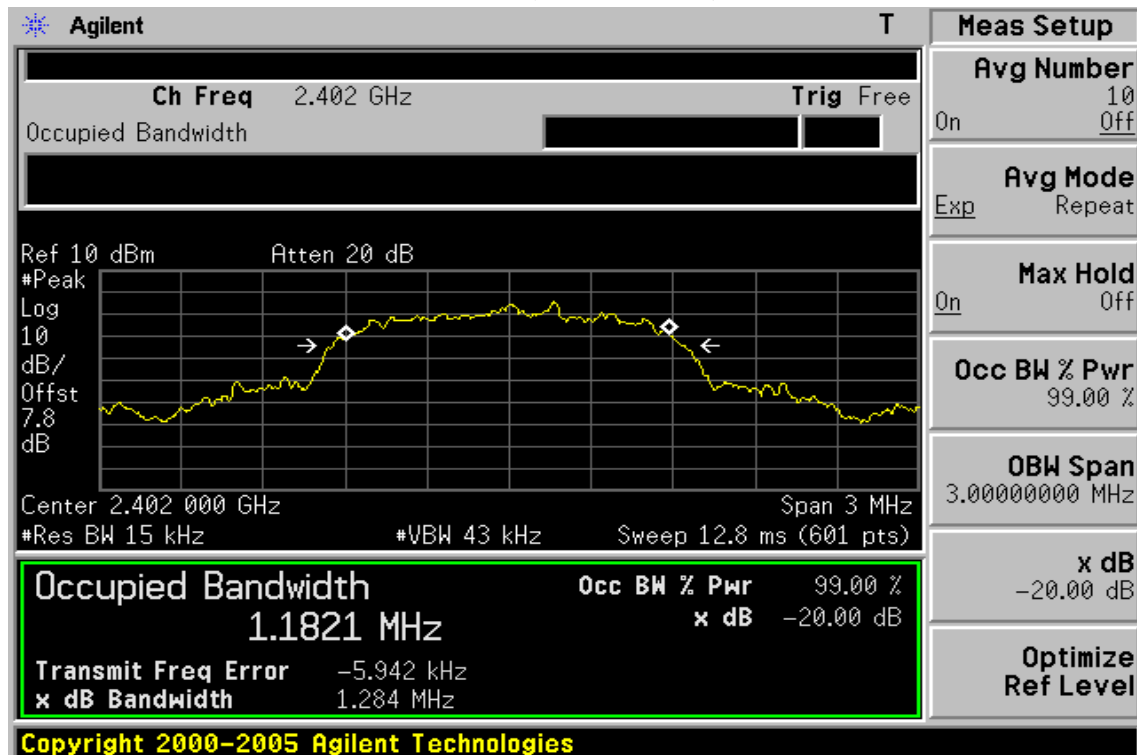 Agilent T
Ch Freq 2.402 GHz Trig Free
Occupied Bandwidth
Ref 10 dBm Atten 20 dB
#Peak
Log
10
dB/
Offst
7.8
dB
Center 2.402 000 GHz Span 3 MHz
#Res BW 15 kHz #VBW 43 kHz Sweep 12.8 ms (601 pts)
Occupied Bandwidth Occ BW % Pwr 99.00 %
1.1821 MHz x dB -20.00 dB
Transmit Freq Error -5.942 kHz
x dB Bandwidth 1.284 MHz
Copyright 2000-2005 Agilent Technologies
Meas Setup
Avg Number
10
On Off
Avg Mode
Exp Repeat
Max Hold
On Off
Occ BW % Pwr
99.00 %
OBW Span
3.00000000 MHz
x dB
-20.00 dB
Optimize
Ref Level